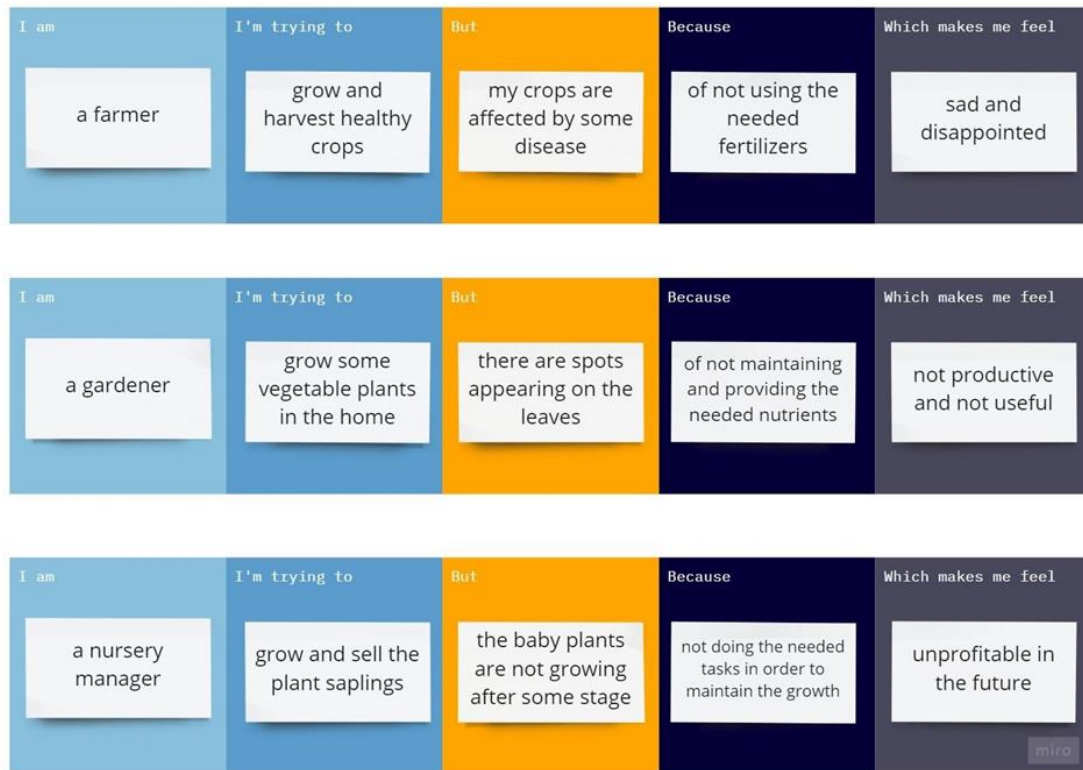 I am
I'm trying to
But
Because
Which makes me feel
a farmer
grow and
harvest healthy
crops
my crops are
affected by some
disease
of not using the
needed
fertilizers
sad and
disappointed
I am
I'm trying to
But
Because
Which makes me feel
a gardener
grow some
vegetable plants
in the home
there are spots
appearing on the
leaves
of not maintaining
and providing the
needed nutrients
not productive
and not useful
I am
I'm trying to
But
Because
Which makes me feel
a nursery
manager
grow and sell the
plant saplings
the baby plants
are not growing
after some stage
not doing the needed
tasks in order to
maintain the growth
unprofitable in
the future
miro